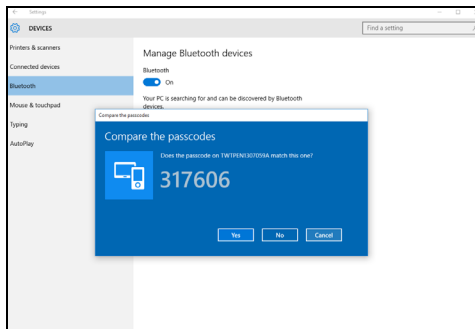 Settings
DEVICES
Find a setting
Printers & scanners
Connected devices
Bluetooth
Mouse & touchpad
Typing
AutoPlay
Manage Bluetooth devices
Bluetooth
On
Your PC is searching for and can be discovered by Bluetooth
devices.
Compare the passcodes
Compare the passcodes
Does the passcode on TWTPENI1307059A match this one?
317606
Yes
No
Cancel